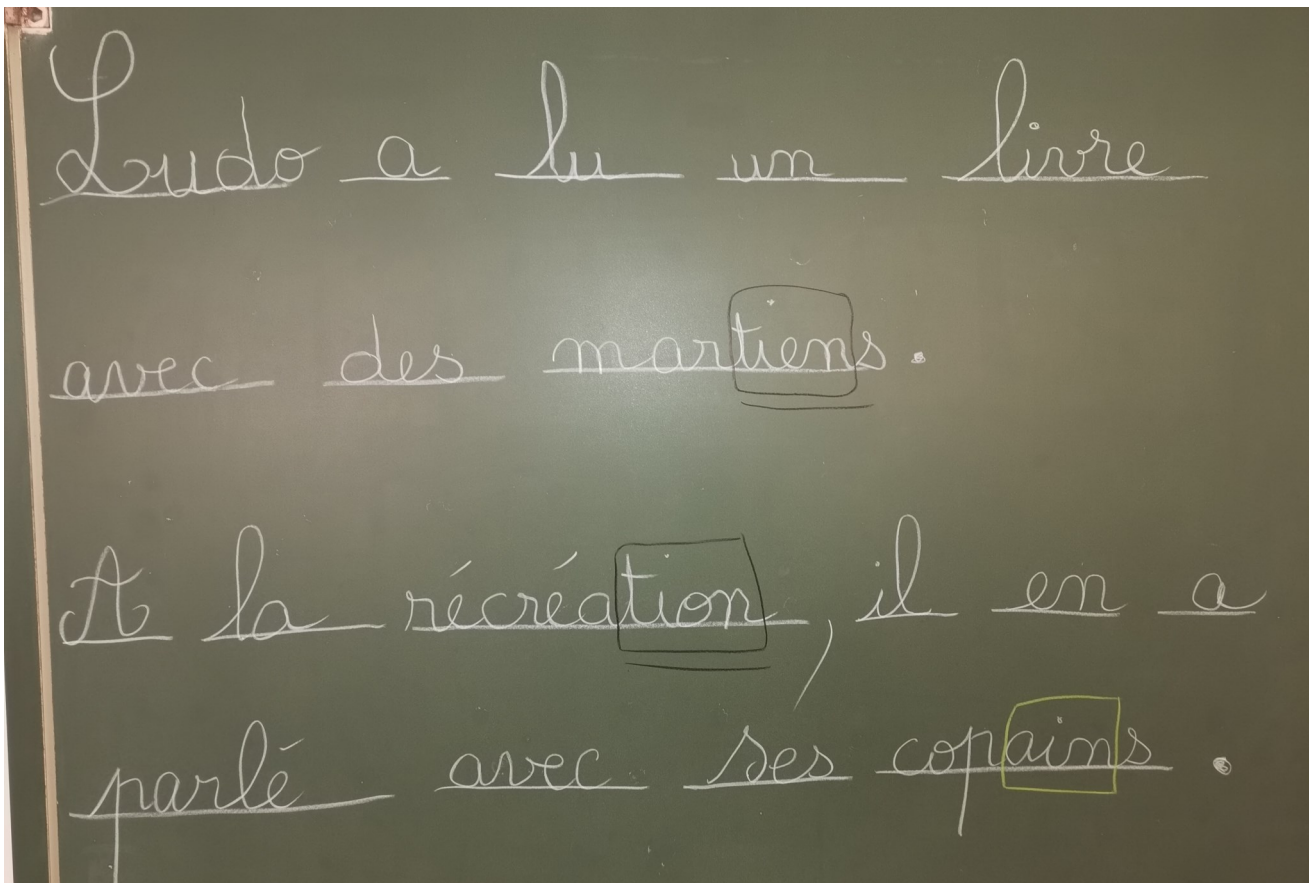 Ludo a lu un livre
avec des martiens.
A la récréation, il en a
parlé avec ses copains.